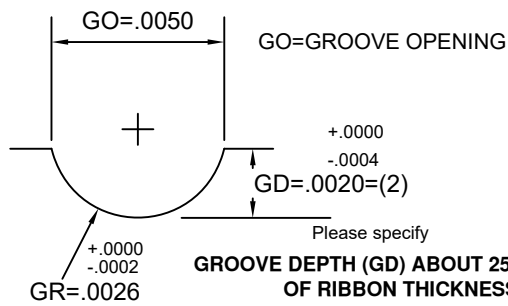 GO=.0050
GO=GROOVE OPENING
+.0000
-.0004
GD=.0020=(2)
Please specify
+.0000
-.0002
GR=.0026
GROOVE DEPTH (GD) ABOUT 25
OF RIBBON THICKNESS